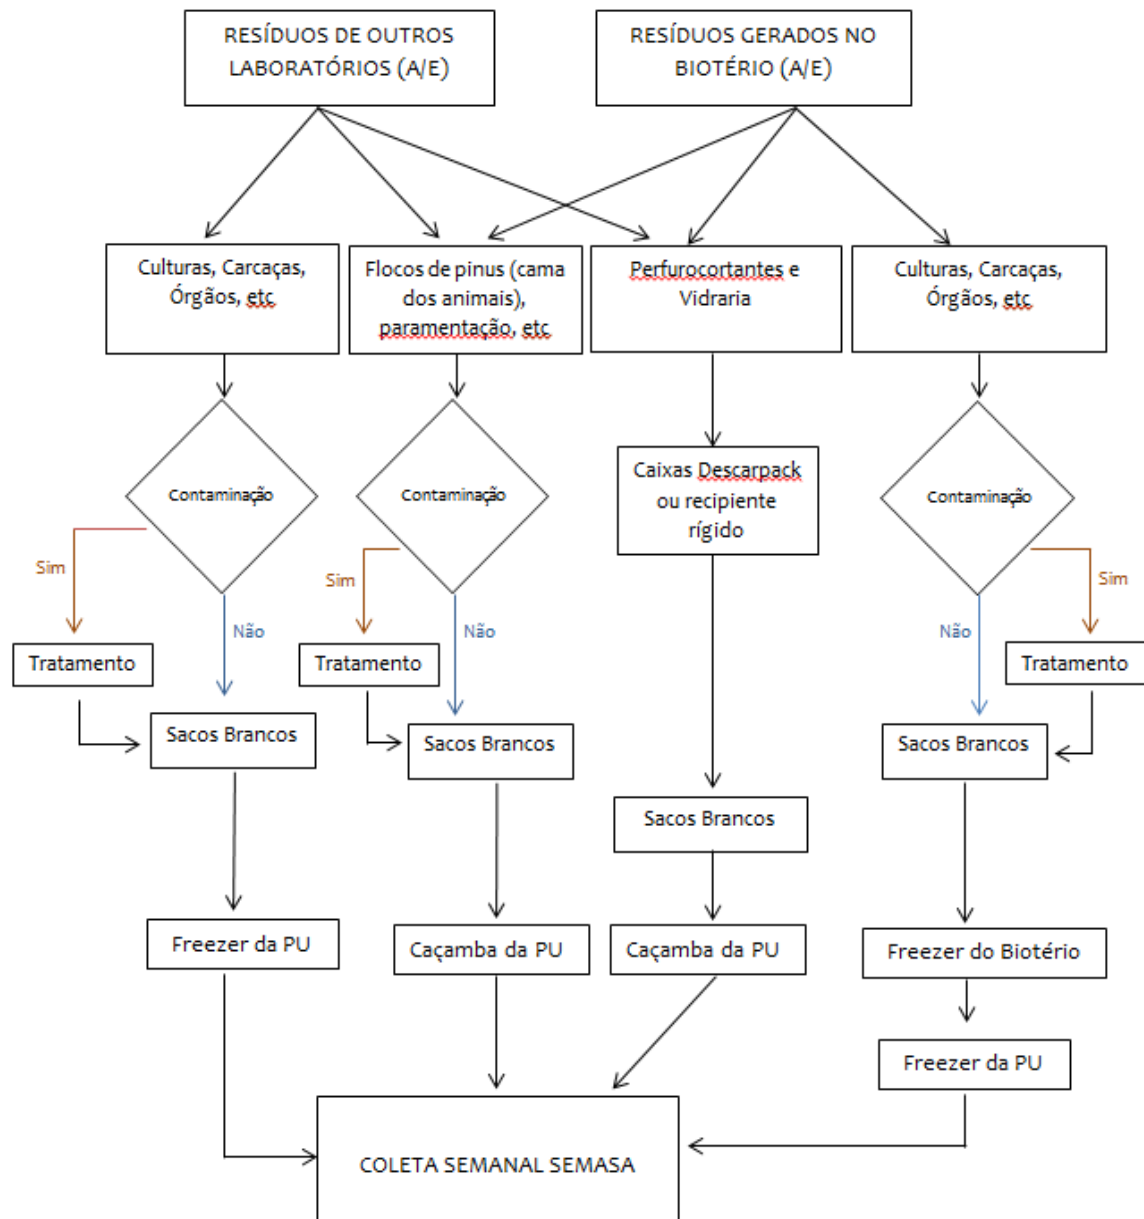 RESÍDUOS DE OUTROS
LABORATÓRIOS (A/E)
RESÍDUOS GERADOS NO
BIOTÉRIO (A/E)
Culturas, Carcaças,
Órgãos, etc
Flocos de pinus (cama
dos animais),
paramentação, etc
Perfurocortantes e
Vidraria
Culturas, Carcaças,
Órgãos, etc
Contaminação
Contaminação
Caixas Descarpack
ou recipiente
rígido
Contaminação
Sim
Sim
Sim
Não
Não
Não
Tratamento
Tratamento
Tratamento
Sacos Brancos
Sacos Brancos
Sacos Brancos
Sacos Brancos
Freezer da PU
Caçamba da PU
Caçamba da PU
Freezer do Biotério
Freezer da PU
COLETA SEMANAL SEMASA